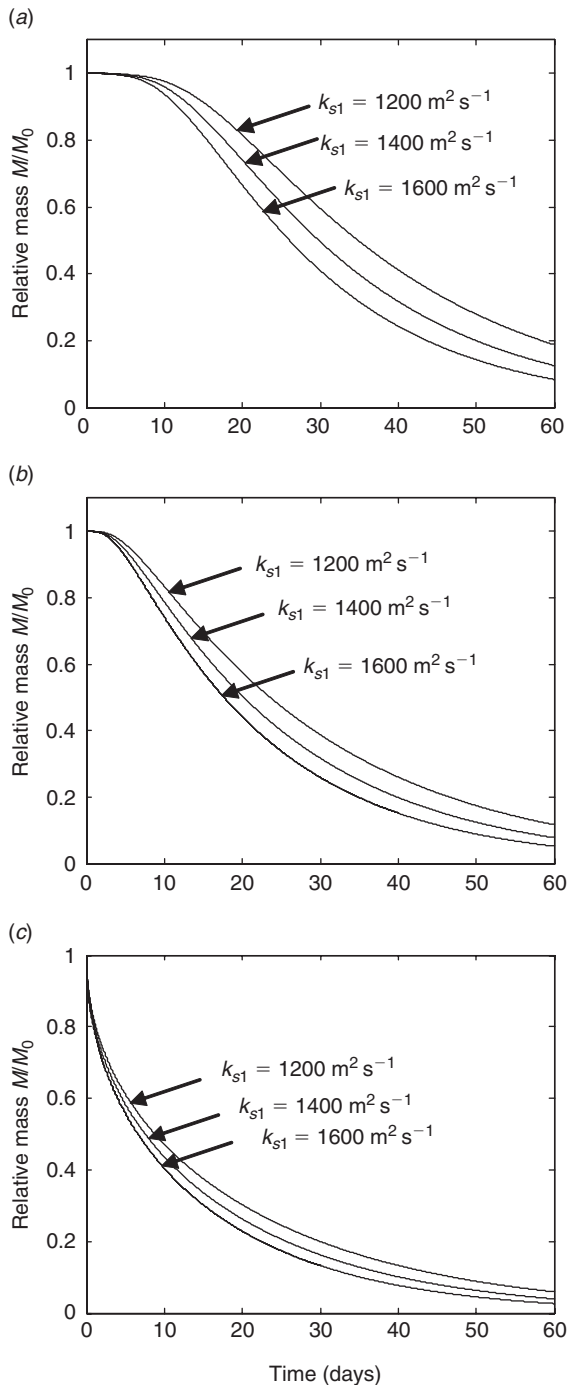 (a)
1
0.8
0.6
0.4
0.2
0
0 10 20 30 40 50 60
Relative mass M/M₀
kₛ₁ = 1200 m² s⁻¹
kₛ₁ = 1400 m² s⁻¹
kₛ₁ = 1600 m² s⁻¹
(b)
1
0.8
0.6
0.4
0.2
0
0 10 20 30 40 50 60
Relative mass M/M₀
kₛ₁ = 1200 m² s⁻¹
kₛ₁ = 1400 m² s⁻¹
kₛ₁ = 1600 m² s⁻¹
(c)
1
0.8
0.6
0.4
0.2
0
0 10 20 30 40 50 60
Relative mass M/M₀
kₛ₁ = 1200 m² s⁻¹
kₛ₁ = 1400 m² s⁻¹
kₛ₁ = 1600 m² s⁻¹
Time (days)